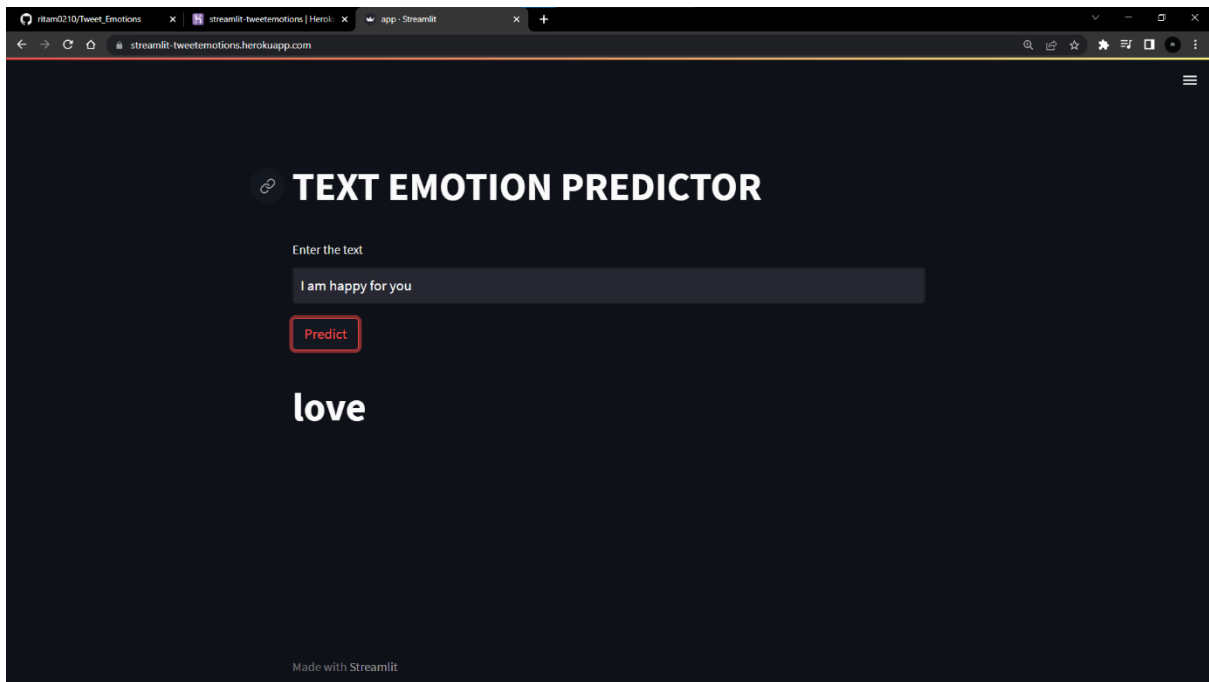 ritam0210/Tweet_Emotions
streamlit-tweetemotions | Herok
app · Streamlit
streamlit-tweetemotions.herokuapp.com
TEXT EMOTION PREDICTOR
Enter the text
I am happy for you
Predict
love
Made with Streamlit